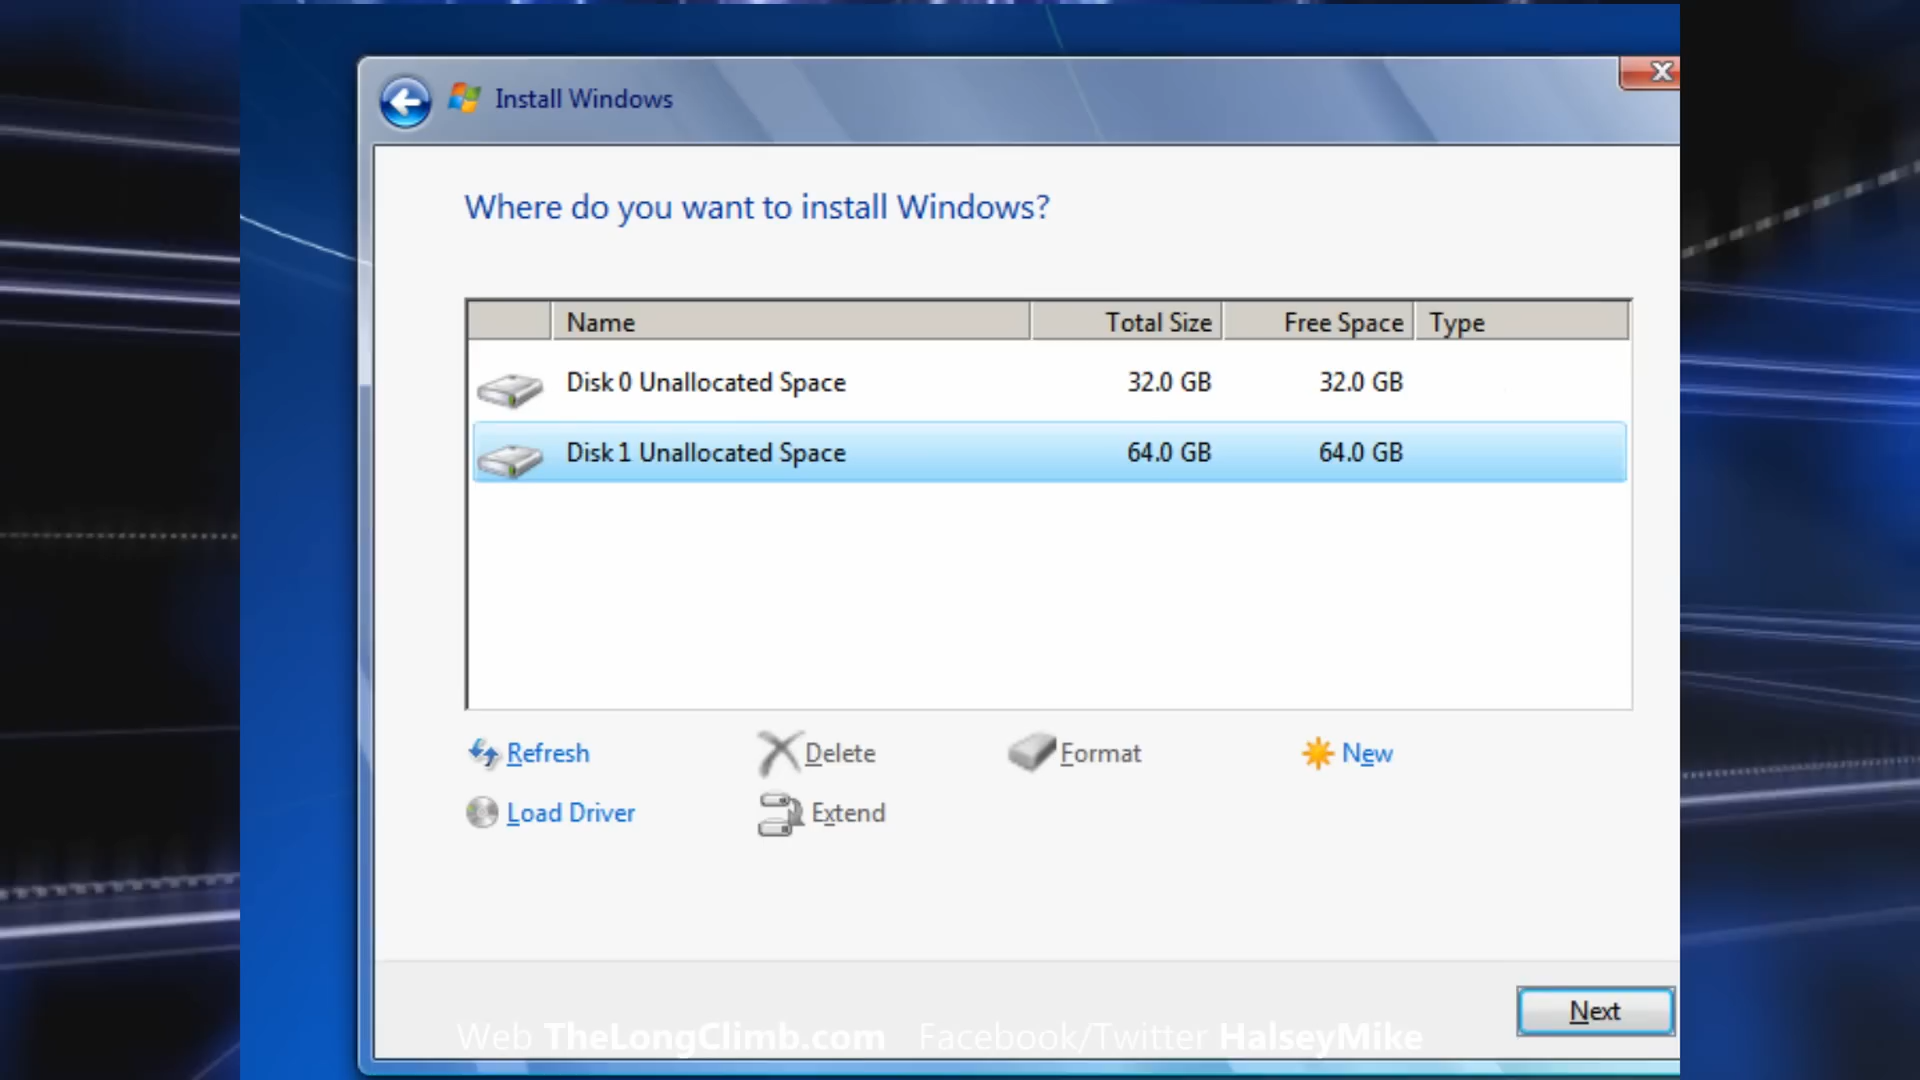 Install Windows
Where do you want to install Windows?
Name Total Size Free Space Type
Disk 0 Unallocated Space 32.0 GB 32.0 GB
Disk 1 Unallocated Space 64.0 GB 64.0 GB
Refresh Delete Format New
Load Driver Extend
Next
Web TheLongClimb.com Facebook/Twitter HalseyMike